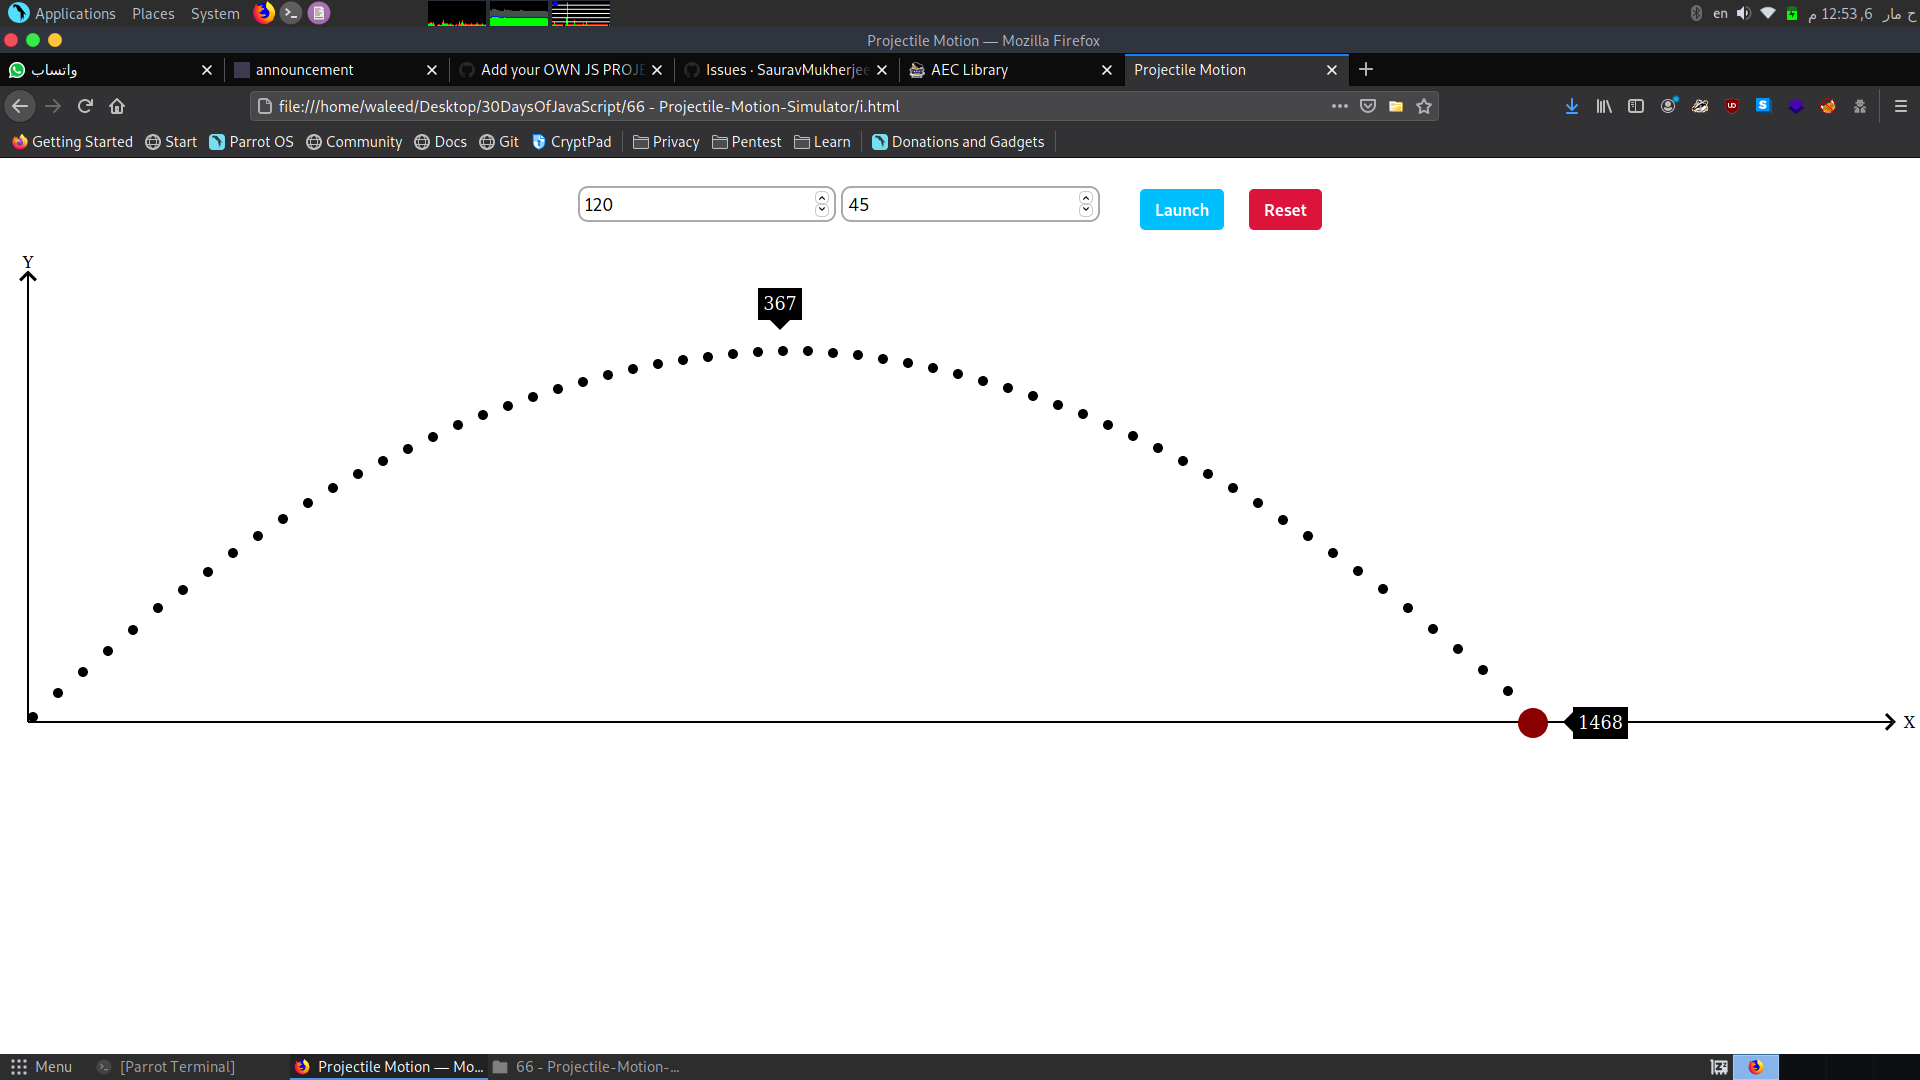 Applications Places System en ح مار 6, 12:53 م
Projectile Motion — Mozilla Firefox
واتساب announcement Add your OWN JS PROJE Issues · SauravMukherjee AEC Library Projectile Motion
file:///home/waleed/Desktop/30DaysOfJavaScript/66 - Projectile-Motion-Simulator/i.html
Getting Started Start Parrot OS Community Docs Git CryptPad Privacy Pentest Learn Donations and Gadgets
120 45 Launch Reset
Y
367
1468 X
Menu [Parrot Terminal] Projectile Motion — Mo... 66 - Projectile-Motion-...